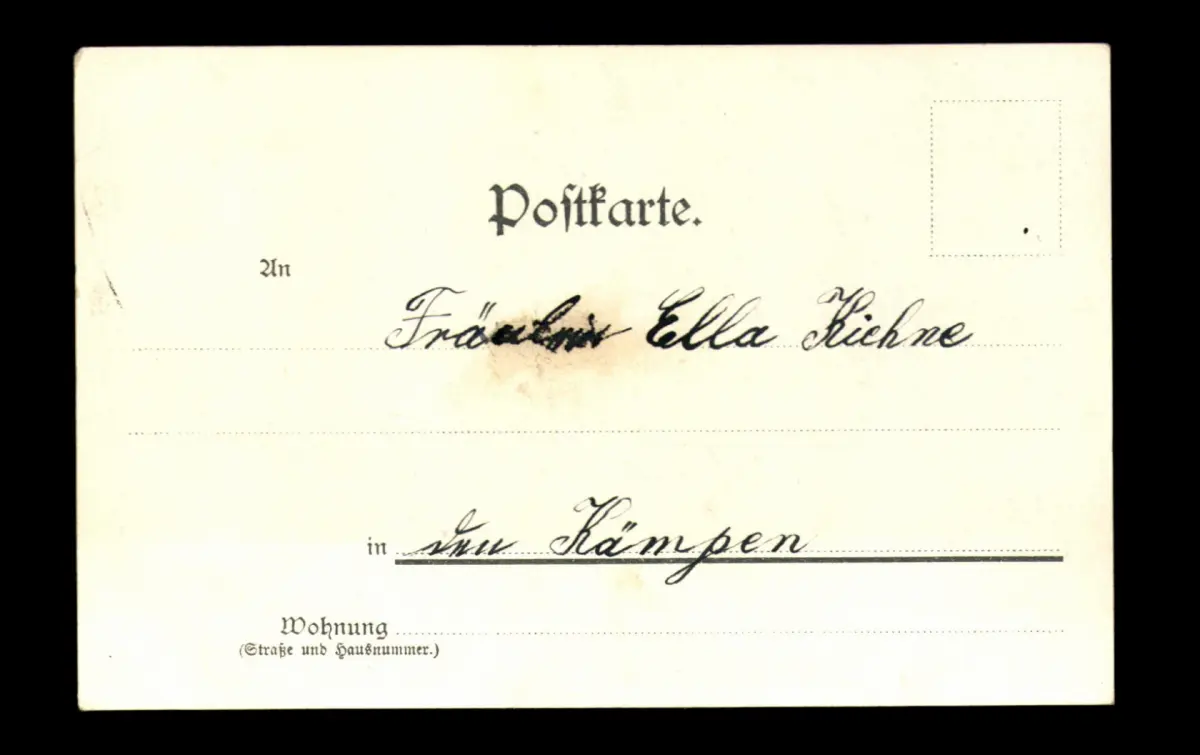 Postkarte.
An
Fräulein Ella Kiehne
in den Kämpen
Wohnung
(Straße und Hausnummer.)